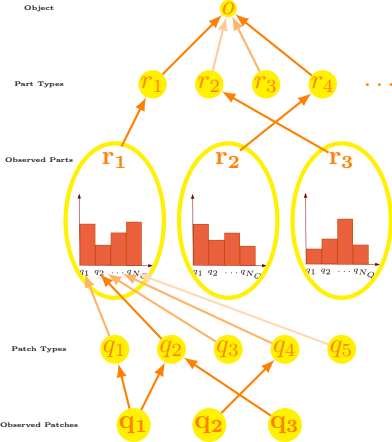 Object o
Part Types r1 r2 r3 r4 ...
Observed Parts r1 r2 r3
q1 q2 ... qNQ q1 q2 ... qNQ q1 q2 ... qNQ
Patch Types q1 q2 q3 q4 q5
Observed Patches q1 q2 q3